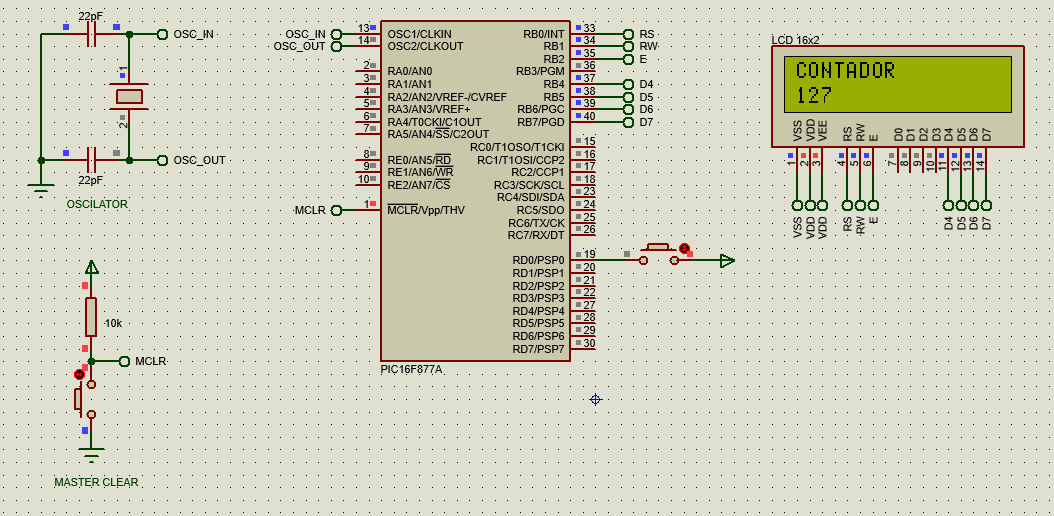 22pF
OSC_IN
1
2
OSC_OUT
22pF
OSCILATOR
10k
MCLR
MASTER CLEAR
OSC_IN 13 OSC1/CLKIN
OSC_OUT 14 OSC2/CLKOUT
2 RA0/AN0
3 RA1/AN1
4 RA2/AN2/VREF-/CVREF
5 RA3/AN3/VREF+
6 RA4/T0CKI/C1OUT
7 RA5/AN4/SS/C2OUT
8 RE0/AN5/RD
9 RE1/AN6/WR
10 RE2/AN7/CS
MCLR 1 MCLR/Vpp/THV
RB0/INT 33 RS
RB1 34 RW
RB2 35 E
RB3/PGM 36
RB4 37 D4
RB5 38 D5
RB6/PGC 39 D6
RB7/PGD 40 D7
RC0/T1OSO/T1CKI 15
RC1/T1OSI/CCP2 16
RC2/CCP1 17
RC3/SCK/SCL 18
RC4/SDI/SDA 23
RC5/SDO 24
RC6/TX/CK 25
RC7/RX/DT 26
RD0/PSP0 19
RD1/PSP1 20
RD2/PSP2 21
RD3/PSP3 22
RD4/PSP4 27
RD5/PSP5 28
RD6/PSP6 29
RD7/PSP7 30
PIC16F877A
LCD 16x2
CONTADOR
127
VSS VDD VEE RS RW E D0 D1 D2 D3 D4 D5 D6 D7
1 2 3 4 5 6 7 8 9 10 11 12 13 14
VSS VDD VDD RS RW E D4 D5 D6 D7